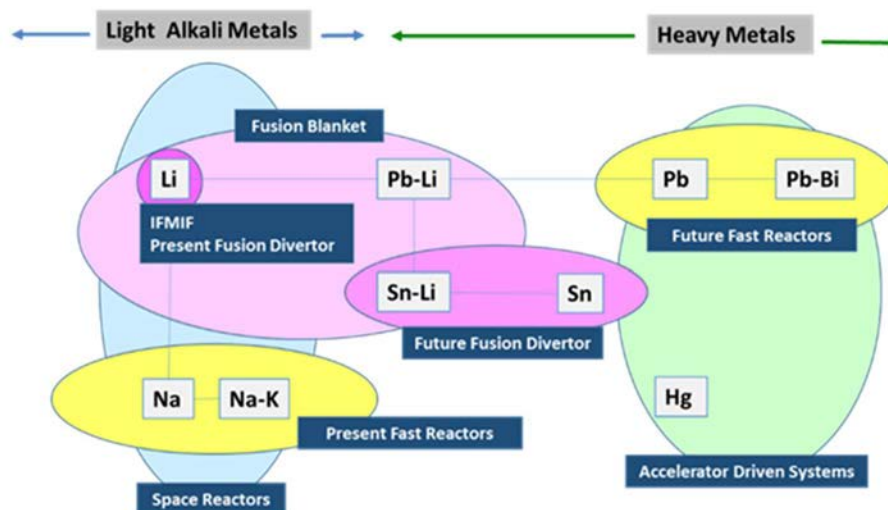 Light Alkali Metals
Heavy Metals
Fusion Blanket
Li
Pb-Li
Pb
Pb-Bi
IFMIF
Present Fusion Divertor
Future Fast Reactors
Sn-Li
Sn
Future Fusion Divertor
Na
Na-K
Hg
Present Fast Reactors
Accelerator Driven Systems
Space Reactors